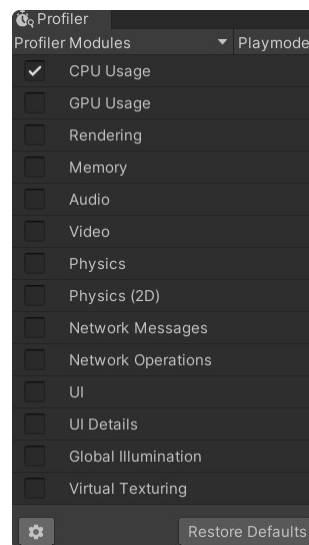 Profiler
Profiler Modules Playmode
CPU Usage
GPU Usage
Rendering
Memory
Audio
Video
Physics
Physics (2D)
Network Messages
Network Operations
UI
UI Details
Global Illumination
Virtual Texturing
Restore Defaults